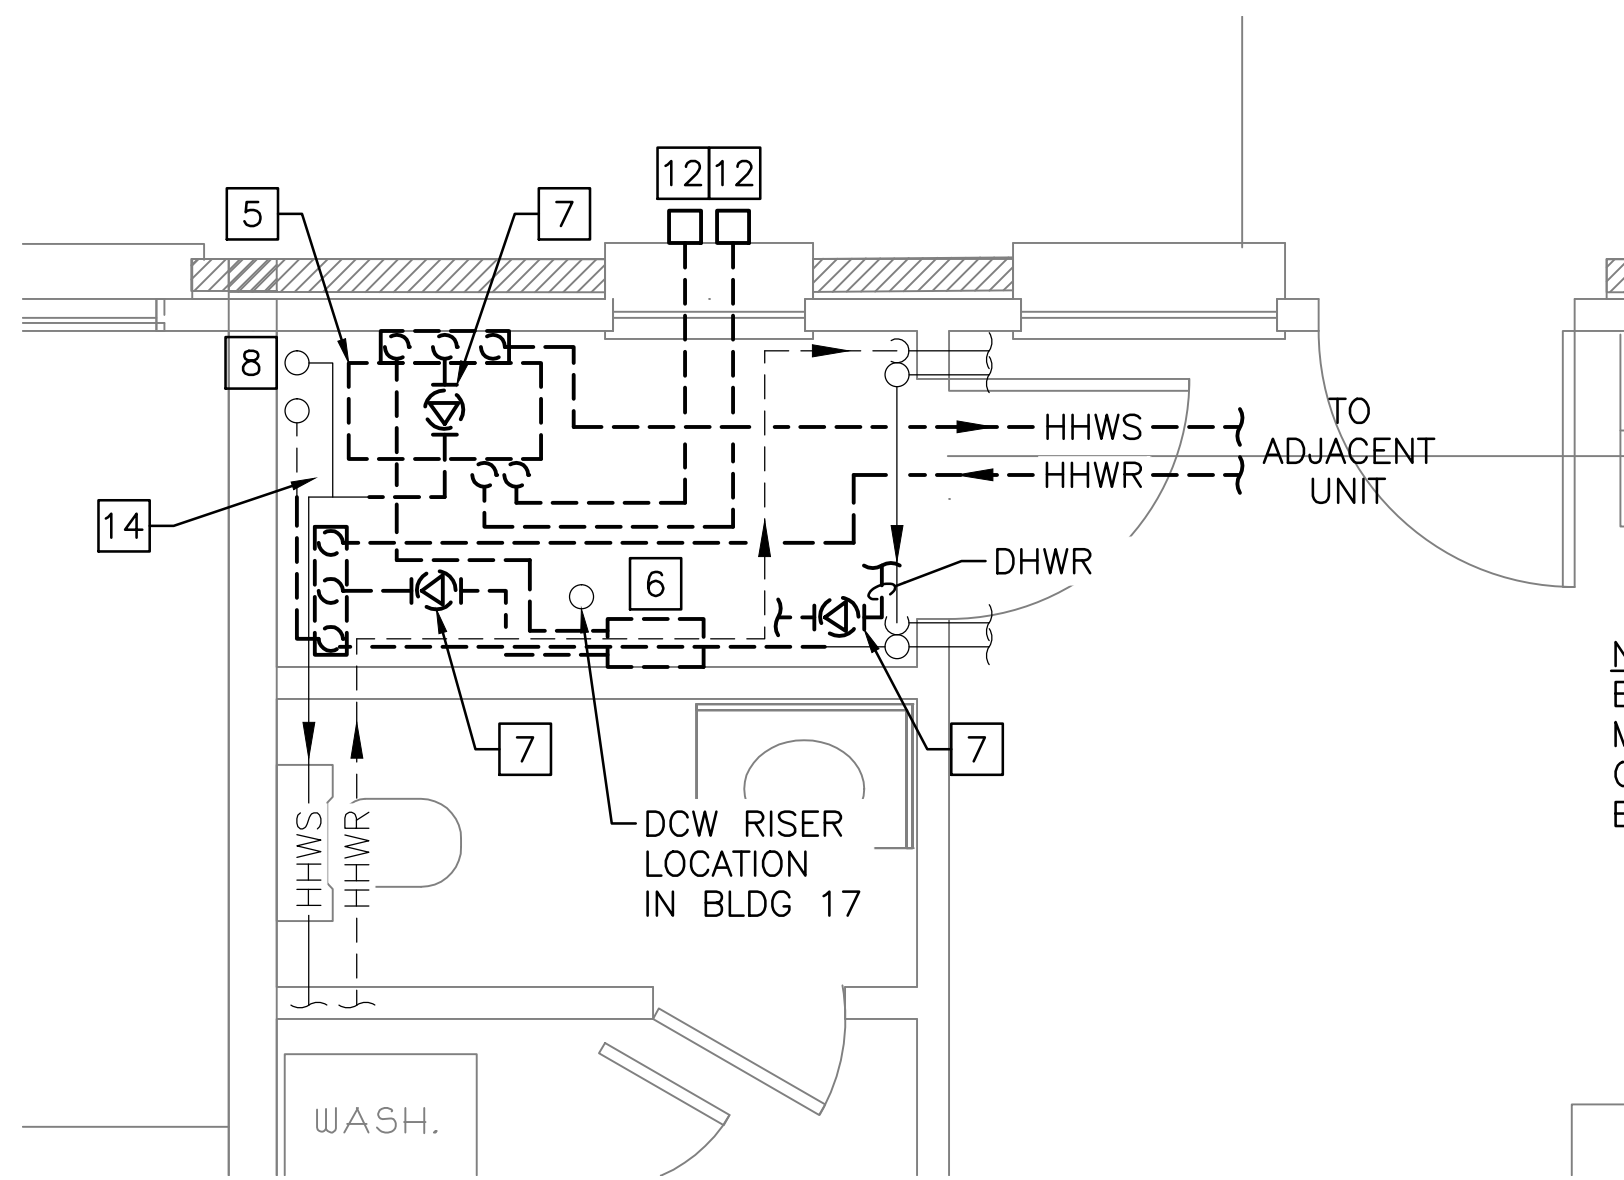 12 12
5
7
8
TO
HHWS
ADJACENT
HHWR
UNIT
14
DHWR
6
7
7
DCW RISER
LOCATION
IN BLDG 17
HHWS
HHWR
WASH.